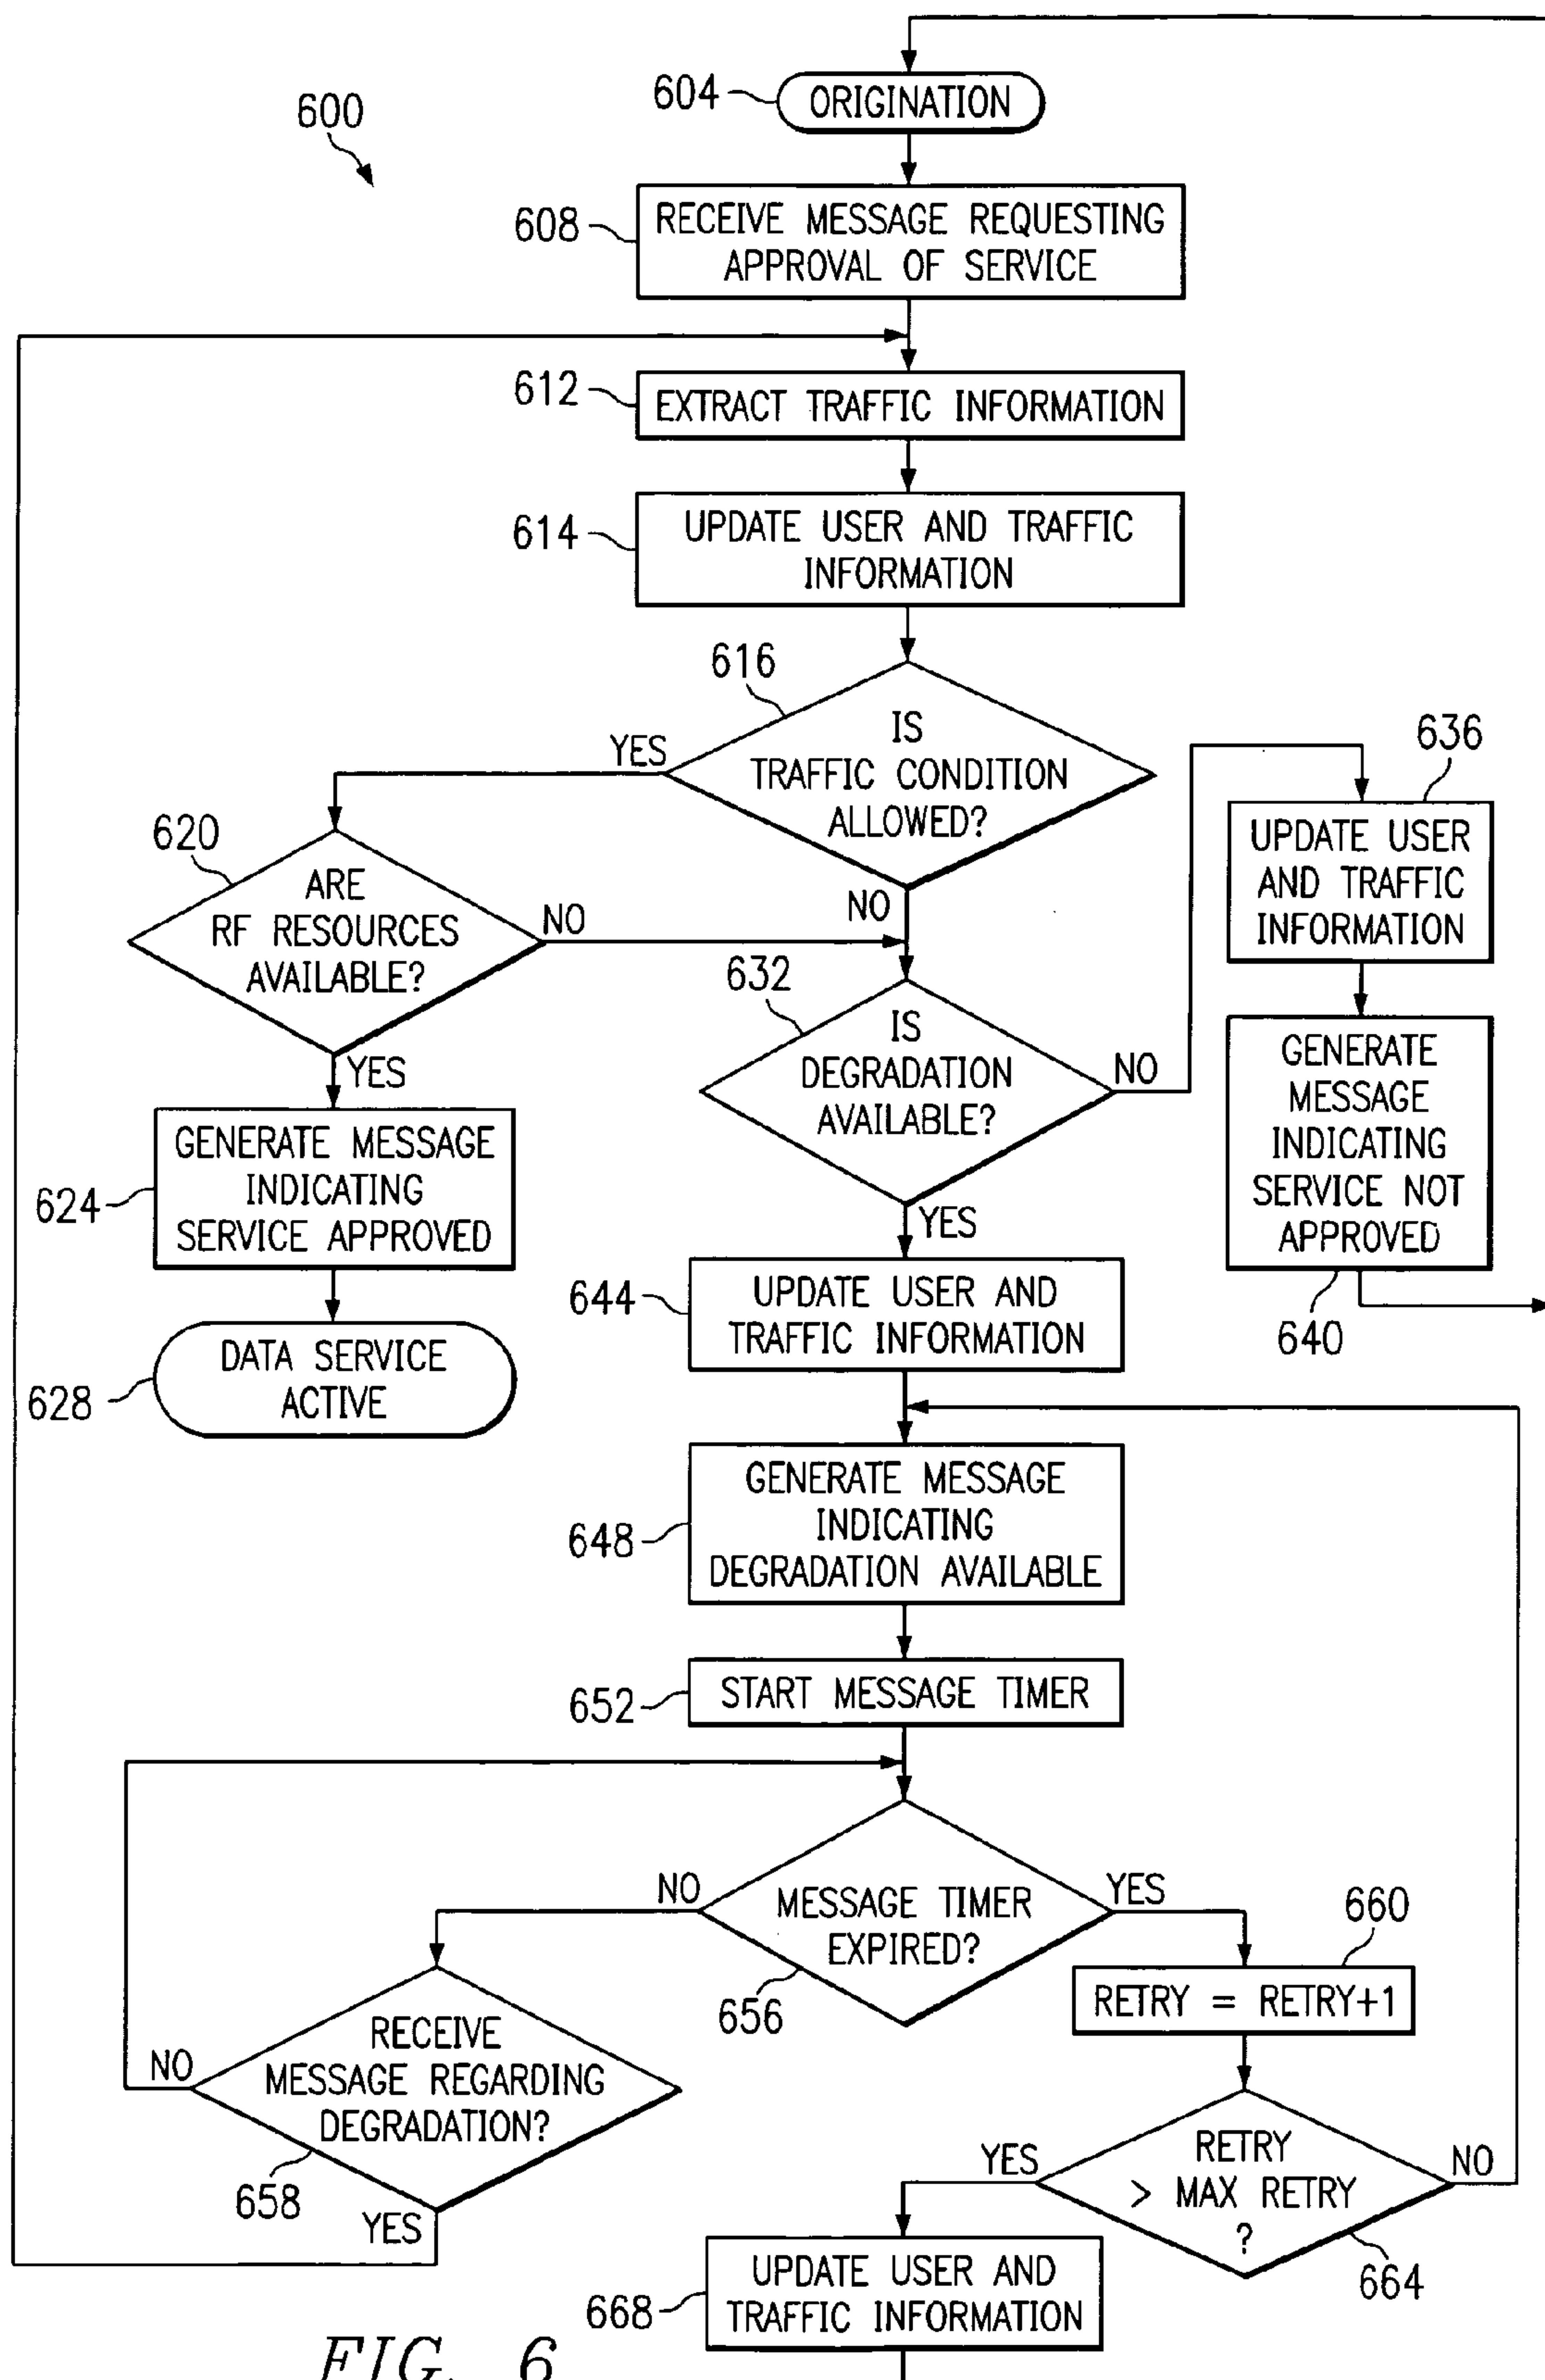 600
604
ORIGINATION
608
RECEIVE MESSAGE REQUESTING
APPROVAL OF SERVICE
612
EXTRACT TRAFFIC INFORMATION
614
UPDATE USER AND TRAFFIC
INFORMATION
616
IS
TRAFFIC CONDITION
ALLOWED?
YES
NO
620
ARE
RF RESOURCES
AVAILABLE?
NO
YES
624
GENERATE MESSAGE
INDICATING
SERVICE APPROVED
628
DATA SERVICE
ACTIVE
632
IS
DEGRADATION
AVAILABLE?
NO
YES
636
UPDATE USER
AND TRAFFIC
INFORMATION
GENERATE
MESSAGE
INDICATING
SERVICE NOT
APPROVED
640
644
UPDATE USER AND
TRAFFIC INFORMATION
648
GENERATE MESSAGE
INDICATING
DEGRADATION AVAILABLE
652
START MESSAGE TIMER
NO
MESSAGE TIMER
EXPIRED?
YES
656
660
RETRY = RETRY+1
RECEIVE
MESSAGE REGARDING
DEGRADATION?
NO
658
YES
RETRY
> MAX RETRY
?
YES
NO
664
668
UPDATE USER AND
TRAFFIC INFORMATION
FIG. 6